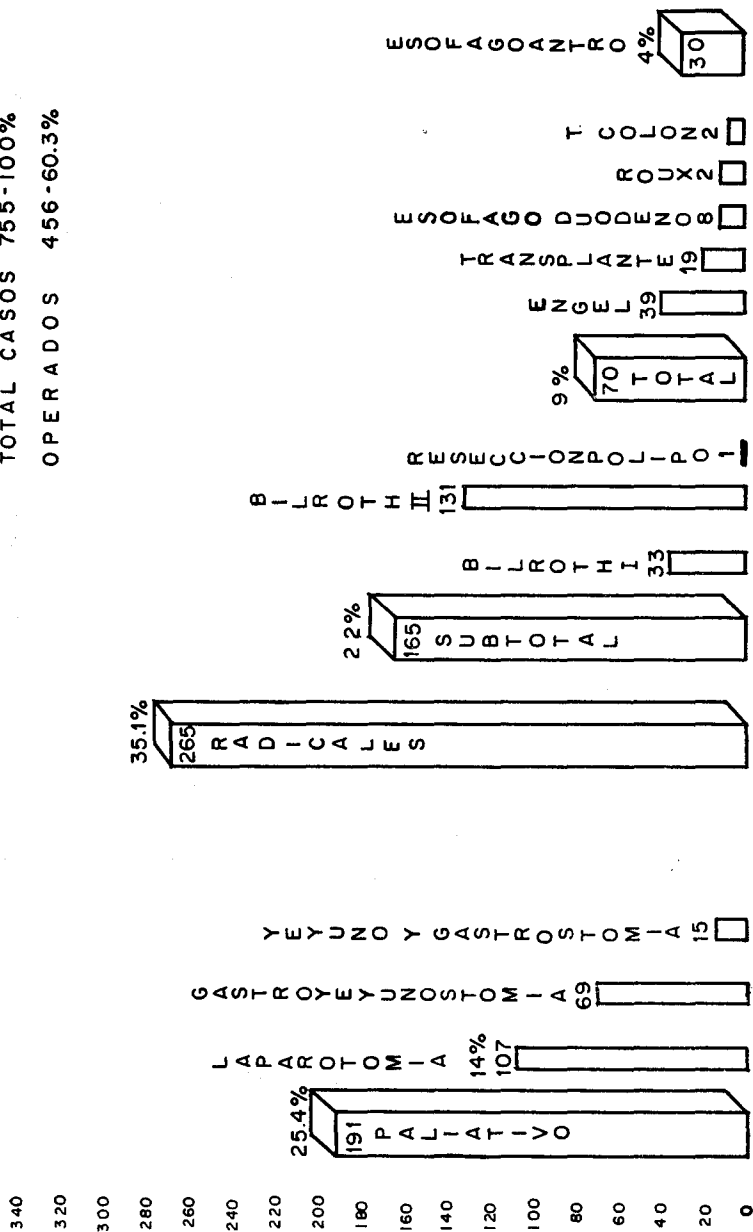 TOTAL CASOS 755-100%
OPERADOS 456-60.3%
340
320
300
280
260
240
220
200
180
160
140
120
100
80
60
40
20
0
25.4%
191
PALIATIVO
LAPAROTOMIA
14%
107
GASTROYEYUNOSTOMIA
69
YEYUNO Y GASTROSTOMIA
15
35.1%
265
RADICALES
22%
165
SUBTOTAL
BILROTH I
33
BILROTH II
131
RESECCION POLIPO
1
9%
70
TOTAL
ENGEL
39
TRANSPLANTE
19
ESOFAGO DUODENO
8
ROUX
2
T COLON
2
ESOFAGOANTRO
4%
30